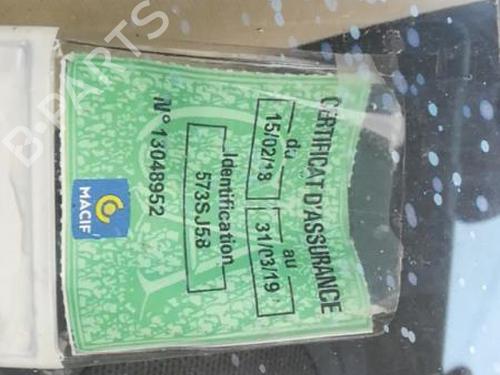 CERTIFICAT D'ASSURANCE
du
15/02/18
au
31/03/19
Identification
573SJ58
N° 13048952
MACIF
B-PARTS